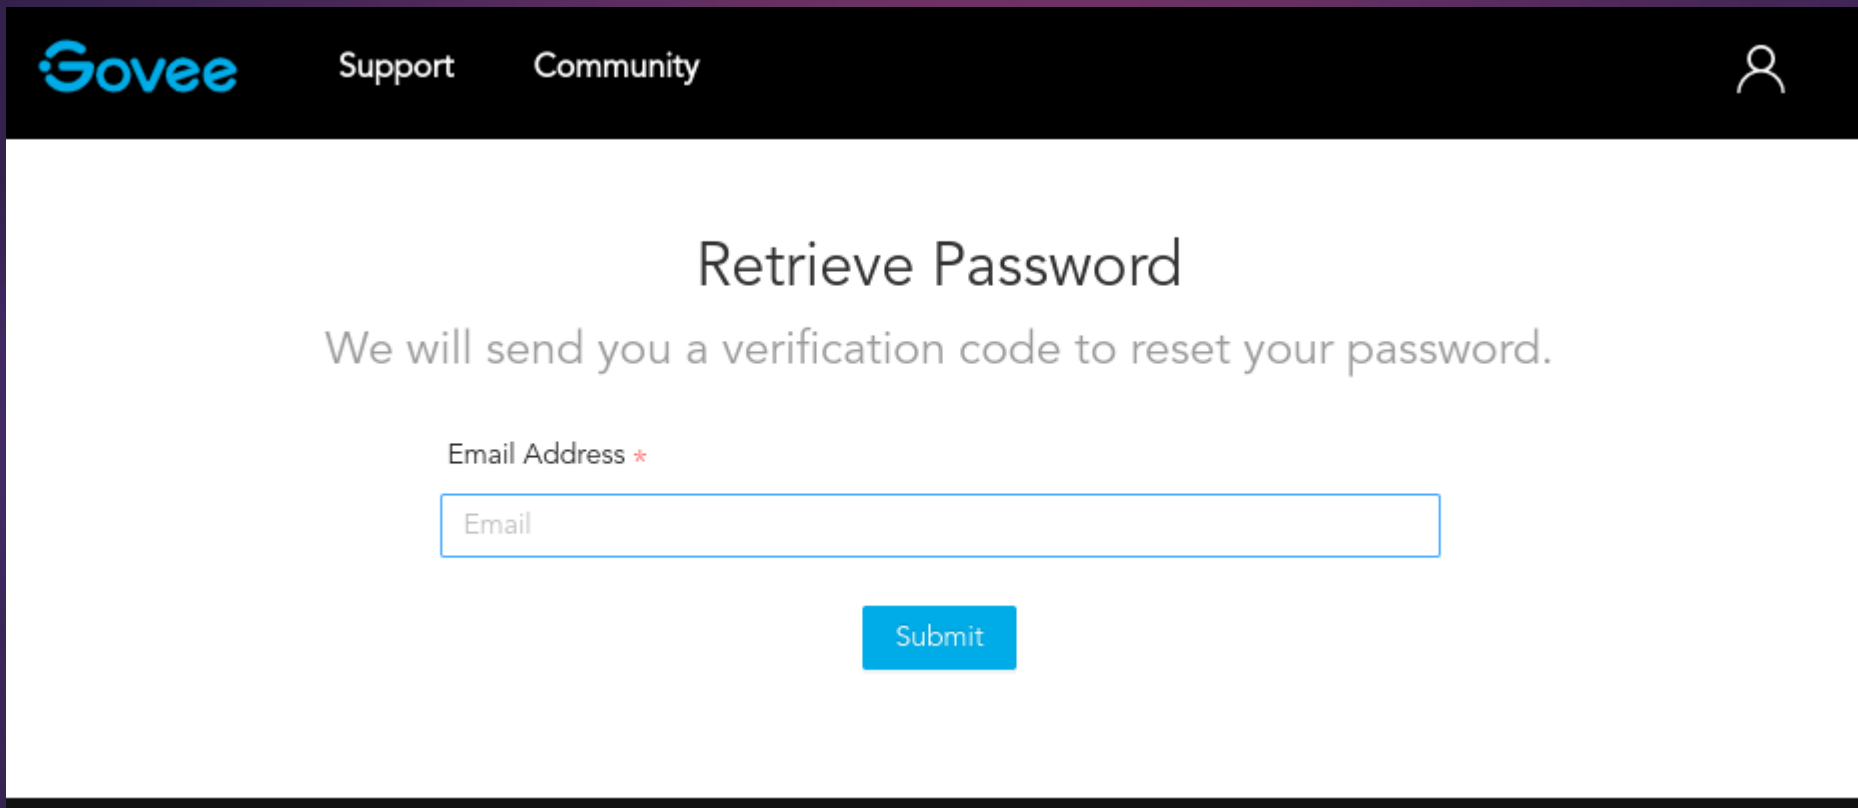 Govee
Support
Community
Retrieve Password
We will send you a verification code to reset your password.
Email Address *
Email
Submit